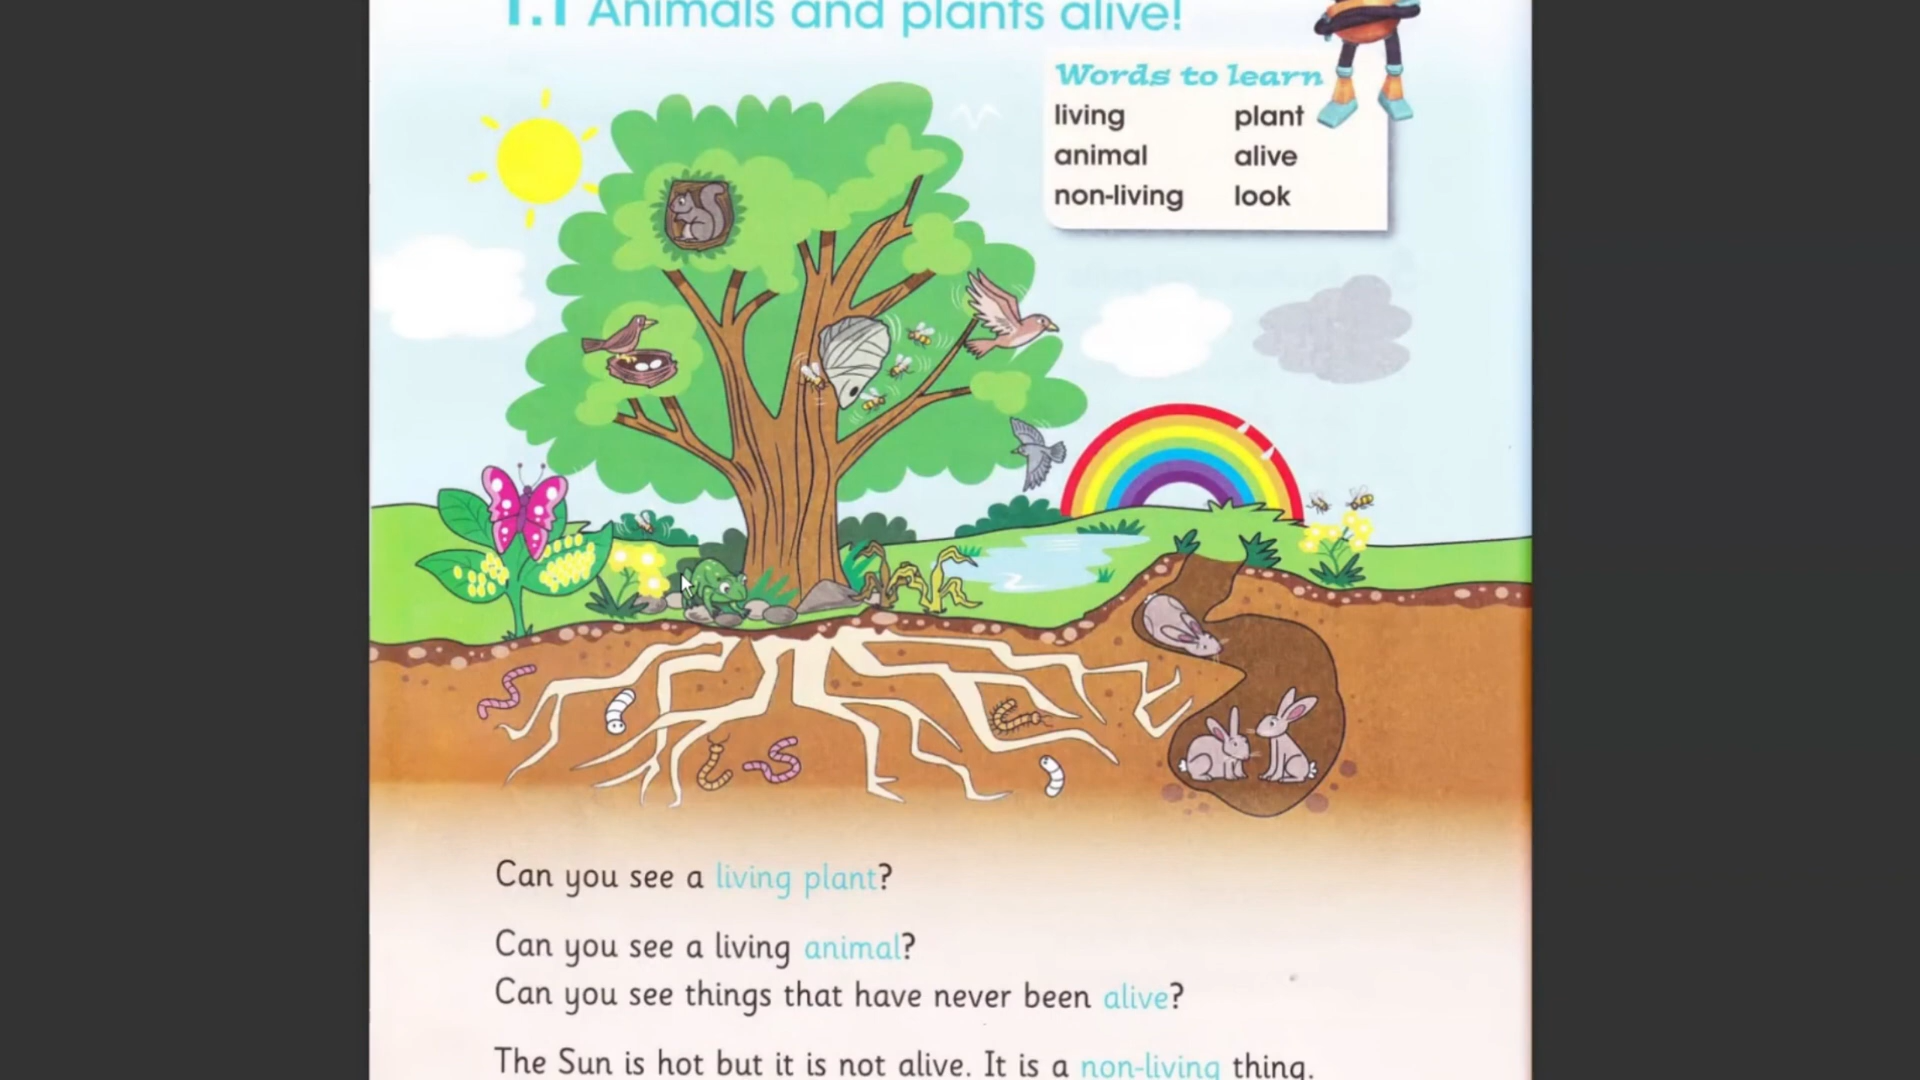 1.1 Animals and plants alive!
Words to learn
living plant
animal alive
non-living look
Can you see a living plant?
Can you see a living animal?
Can you see things that have never been alive?
The Sun is hot but it is not alive. It is a non-living thing.